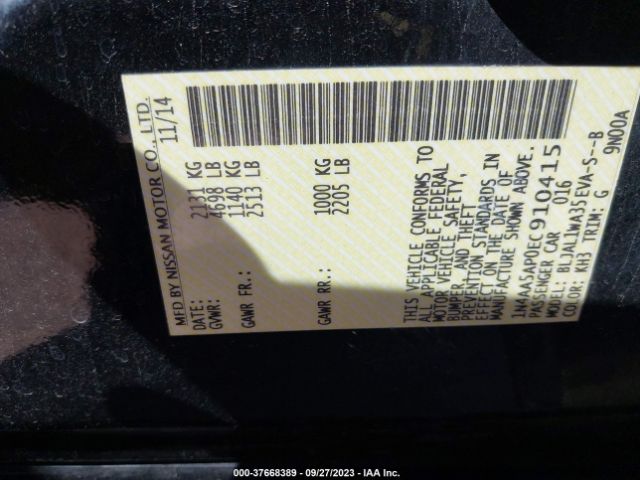 MFD BY NISSAN MOTOR CO., LTD.
DATE: 11/14
GVWR: 2131 KG
4698 LB
GAWR FR.: 1140 KG
2513 LB
GAWR RR.: 1000 KG
2205 LB
THIS VEHICLE CONFORMS TO
ALL APPLICABLE FEDERAL
MOTOR VEHICLE SAFETY,
BUMPER, AND THEFT
PREVENTION STANDARDS IN
EFFECT ON THE DATE OF
MANUFACTURE SHOWN ABOVE.
1N4AA5AP0EC910415
PASSENGER CAR 016
MODEL: BLJALlWA35EVA-S--B
COLOR: KH3 TRIM: G 9N00A
000-37668389 - 09/27/2023 - IAA Inc.